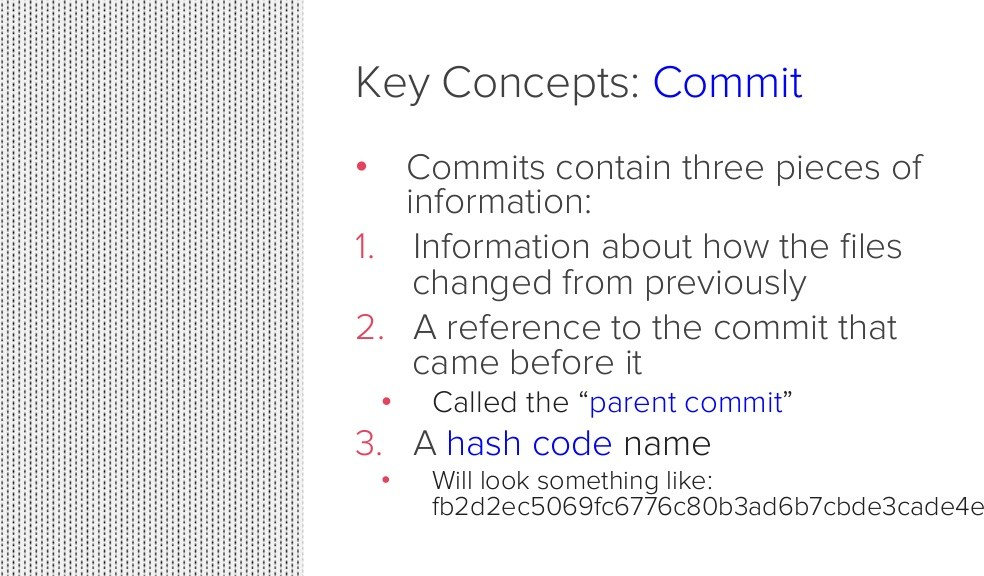 Key Concepts: Commit
• Commits contain three pieces of
information:
1. Information about how the files
changed from previously
2. A reference to the commit that
came before it
• Called the “parent commit”
3. A hash code name
• Will look something like:
fb2d2ec5069fc6776c80b3ad6b7cbde3cade4e